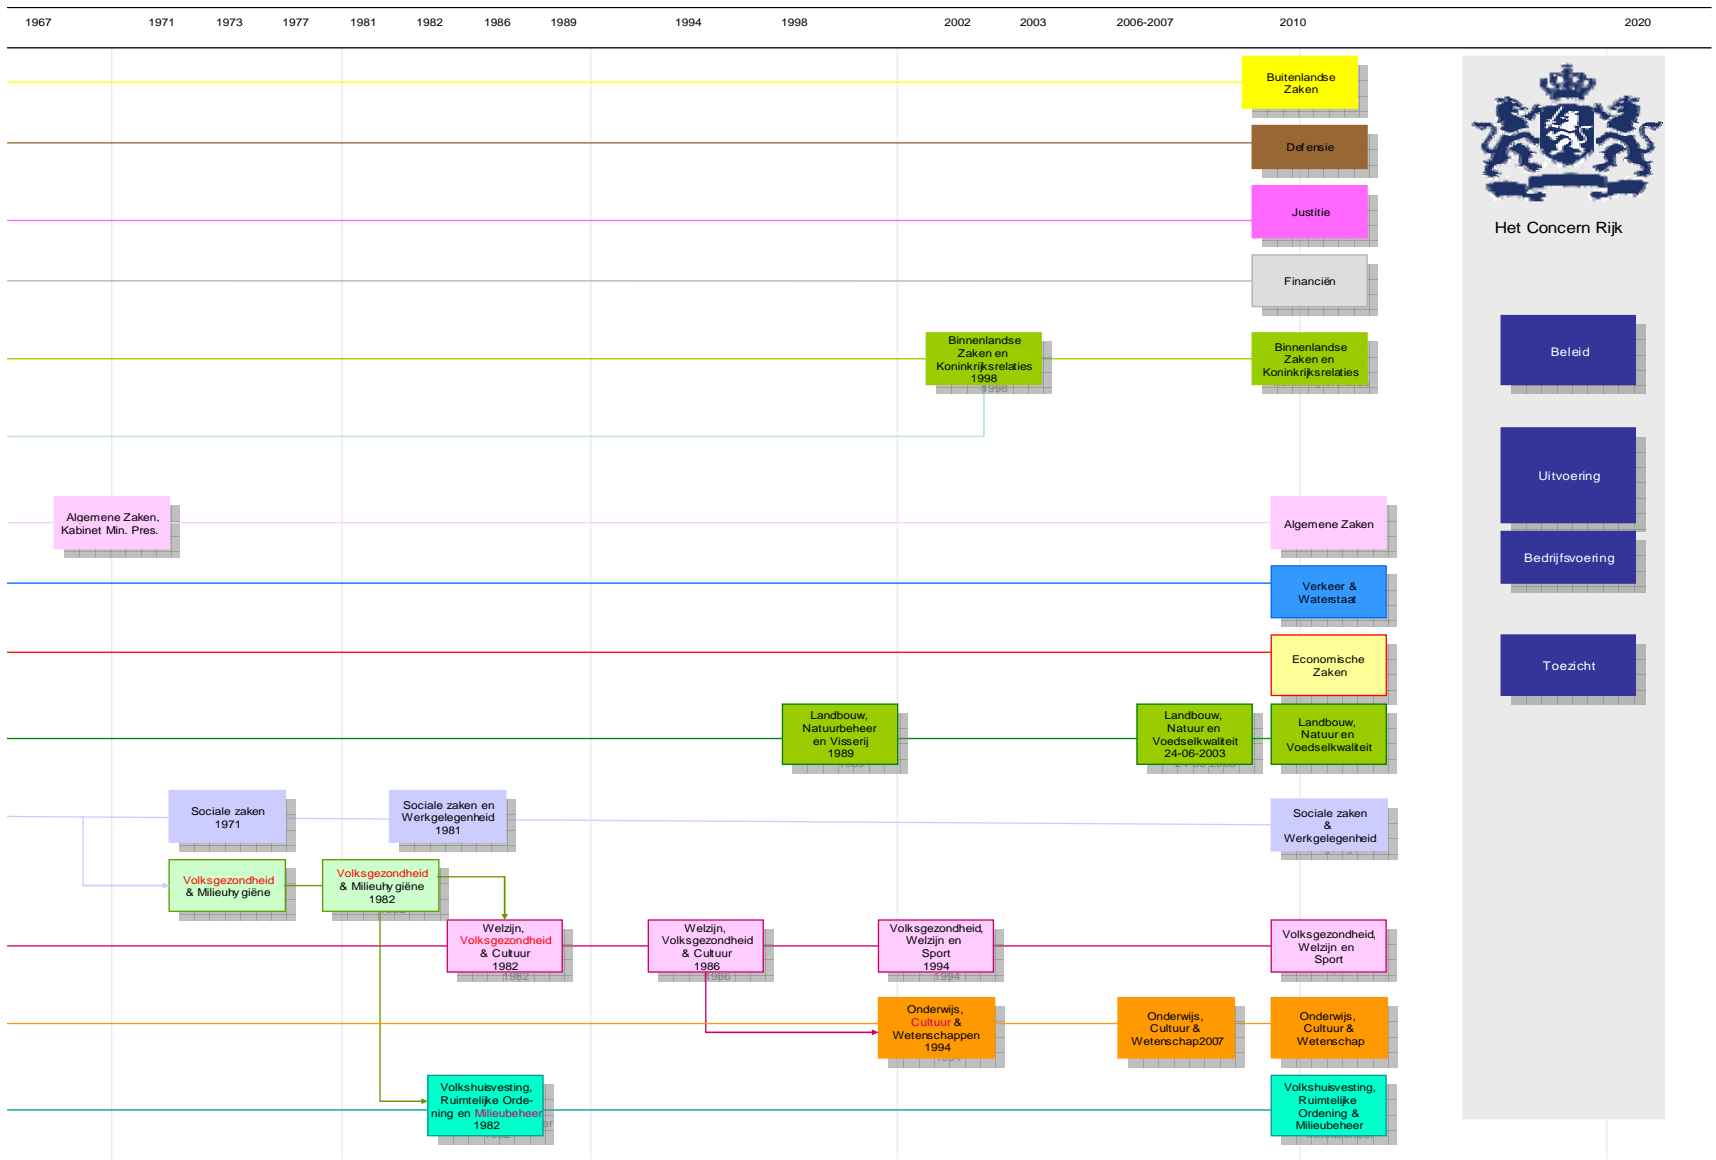 1967 1971 1973 1977 1981 1982 1986 1989 1994 1998 2002 2003 2006-2007 2010 2020
Buitenlandse
Zaken
Defensie
Justitie
Het Concern Rijk
Financiën
Binnenlandse
Zaken en
Koninkrijksrelaties
1998
Binnenlandse
Zaken en
Koninkrijksrelaties
Beleid
Uitvoering
Algemene Zaken,
Kabinet Min. Pres.
Algemene Zaken
Bedrijfsvoering
Verkeer &
Waterstaat
Economische
Zaken
Toezicht
Landbouw,
Natuurbeheer
en Visserij
1989
Landbouw,
Natuur en
Voedselkwaliteit
24-06-2003
Landbouw,
Natuur en
Voedselkwaliteit
Sociale zaken
1971
Sociale zaken en
Werkgelegenheid
1981
Sociale zaken
&
Werkgelegenheid
Volksgezondheid
& Milieuhygiëne
Volksgezondheid
& Milieuhygiëne
1982
Welzijn,
Volksgezondheid
& Cultuur
1982
Welzijn,
Volksgezondheid
& Cultuur
1986
Volksgezondheid,
Welzijn en
Sport
1994
Volksgezondheid,
Welzijn en
Sport
Onderwijs,
Cultuur &
Wetenschappen
1994
Onderwijs,
Cultuur &
Wetenschap2007
Onderwijs,
Cultuur &
Wetenschap
Volkshuisvesting,
Ruimtelijke Orde-
ning en Milieubeheer
1982
Volkshuisvesting,
Ruimtelijke
Ordening &
Milieubeheer